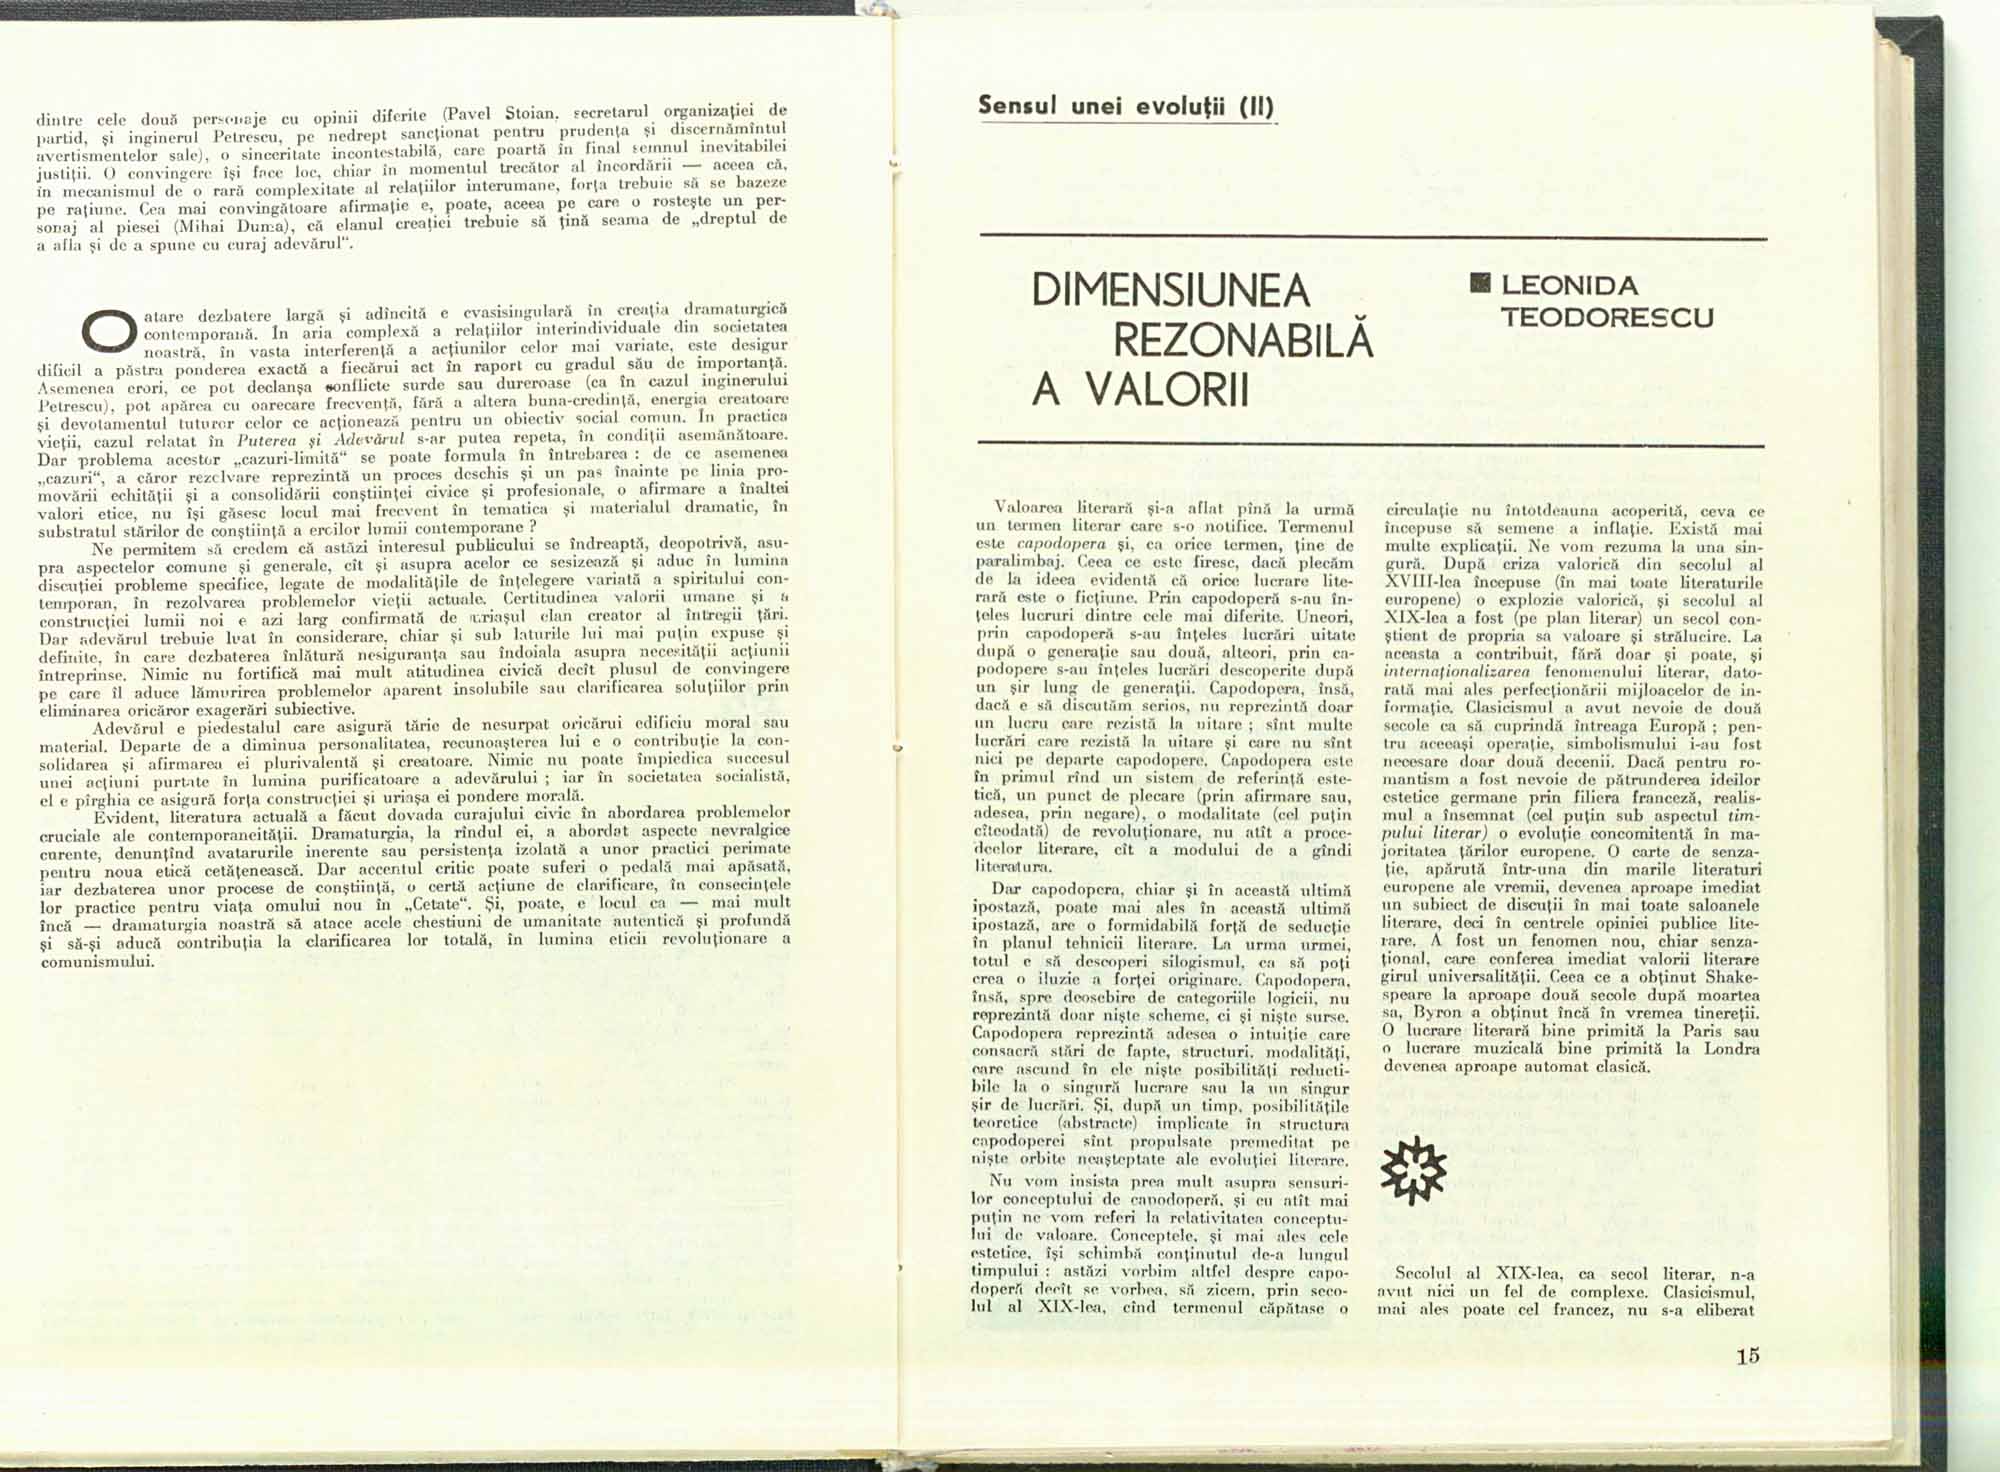 dintre cele două personaje cu opinii diferite (Pavel Stoian, secretarul organizației de
partid, și inginerul Petrescu, pe nedrept sancționat pentru prudența și discernămîntul
avertismentelor sale), o sinceritate incontestabilă, care poartă în final semnul inevitabilei
justiții. O convingere își face loc, chiar în momentul trecător al încordării — aceea că,
în mecanismul de o rară complexitate al relațiilor interumane, forța trebuie să se bazeze
pe rațiune. Cea mai convingătoare afirmație e, poate, aceea pe care o rostește un per-
sonaj al piesei (Mihai Duma), că elanul creației trebuie să țină seama de „dreptul de
a afla și de a spune cu curaj adevărul“.
O atare dezbatere largă și adîncită e cvasisingulară în creația dramaturgică
contemporană. In aria complexă a relațiilor interindividuale din societatea
noastră, în vasta interferență a acțiunilor celor mai variate, este desigur
dificil a păstra ponderea exactă a fiecărui act în raport cu gradul său de importanță.
Asemenea erori, ce pot declanșa conflicte surde sau dureroase (ca în cazul inginerului
Petrescu), pot apărea cu oarecare frecvență, fără a altera buna-credință, energia creatoare
și devotamentul tuturor celor ce acționează pentru un obiectiv social comun. In practica
vieții, cazul relatat în Puterea și Adevărul s-ar putea repeta, în condiții asemănătoare.
Dar problema acestor „cazuri-limită“ se poate formula în întrebarea : de ce asemenea
„cazuri“, a căror rezolvare reprezintă un proces deschis și un pas înainte pe linia pro-
movării echității și a consolidării conștiinței civice și profesionale, o afirmare a înaltei
valori etice, nu își găsesc locul mai frecvent în tematica și materialul dramatic, în
substratul stărilor de conștiință a eroilor lumii contemporane ?
Ne permitem să credem că astăzi interesul publicului se îndreaptă, deopotrivă, asu-
pra aspectelor comune și generale, cît și asupra acelor ce sesizează și aduc în lumina
discuției probleme specifice, legate de modalitățile de înțelegere variată a spiritului con-
temporan, în rezolvarea problemelor vieții actuale. Certitudinea valorii umane și a
construcției lumii noi e azi larg confirmată de uriașul elan creator al întregii țări.
Dar adevărul trebuie luat în considerare, chiar și sub laturile lui mai puțin expuse și
definite, în care dezbaterea înlătură nesiguranța sau îndoiala asupra necesității acțiunii
întreprinse. Nimic nu fortifică mai mult atitudinea civică decît plusul de convingere
pe care îl aduce lămurirea problemelor aparent insolubile sau clarificarea soluțiilor prin
eliminarea oricăror exagerări subiective.
Adevărul e piedestalul care asigură tărie de nesurpat oricărui edificiu moral sau
material. Departe de a diminua personalitatea, recunoașterea lui e o contribuție la con-
solidarea și afirmarea ei plurivalentă și creatoare. Nimic nu poate împiedica succesul
unei acțiuni purtate în lumina purificatoare a adevărului ; iar în societatea socialistă,
el e pîrghia ce asigură forța construcției și uriașa ei pondere morală.
Evident, literatura actuală a făcut dovada curajului civic în abordarea problemelor
cruciale ale contemporaneității. Dramaturgia, la rîndul ei, a abordat aspecte nevralgice
curente, denunțînd avatarurile inerente sau persistența izolată a unor practici perimate
pentru noua etică cetățenească. Dar accentul critic poate suferi o pedală mai apăsată,
iar dezbaterea unor procese de conștiință, o certă acțiune de clarificare, în consecințele
lor practice pentru viața omului nou în „Cetate“. Și, poate, e locul ca — mai mult
încă — dramaturgia noastră să atace acele chestiuni de umanitate autentică și profundă
și să-și aducă contribuția la clarificarea lor totală, în lumina eticii revoluționare a
comunismului.
Sensul unei evoluții (II)
DIMENSIUNEA
REZONABILĂ
A VALORII
LEONIDA
TEODORESCU
Valoarea literară și-a aflat pînă la urmă
un termen literar care s-o notifice. Termenul
este capodopera și, ca orice termen, ține de
paralimbaj. Ceea ce este firesc, dacă plecăm
de la ideea evidentă că orice lucrare lite-
rară este o ficțiune. Prin capodoperă s-au în-
țeles lucruri dintre cele mai diferite. Uneori,
prin capodoperă s-au înțeles lucrări uitate
după o generație sau două, alteori, prin ca-
podopere s-au înțeles lucrări descoperite după
un șir lung de generații. Capodopera, însă,
dacă e să discutăm serios, nu reprezintă doar
un lucru care rezistă la uitare ; sînt multe
lucrări care rezistă la uitare și care nu sînt
nici pe departe capodopere. Capodopera este
în primul rînd un sistem de referință este-
tică, un punct de plecare (prin afirmare sau,
adesea, prin negare), o modalitate (cel puțin
cîteodată) de revoluționare, nu atît a proce-
deelor literare, cît a modului de a gîndi
literatura.
Dar capodopera, chiar și în această ultimă
ipostază, poate mai ales în această ultimă
ipostază, are o formidabilă forță de seducție
în planul tehnicii literare. La urma urmei,
totul e să descoperi silogismul, ca să poți
crea o iluzie a forței originare. Capodopera,
însă, spre deosebire de categoriile logicii, nu
reprezintă doar niște scheme, ci și niște surse.
Capodopera reprezintă adesea o intuiție care
consacră stări de fapte, structuri, modalități,
care ascund în ele niște posibilități reducti-
bile la o singură lucrare sau la un singur
șir de lucrări. Și, după un timp, posibilitățile
teoretice (abstracte) implicate în structura
capodoperei sînt propulsate premeditat pe
niște orbite neașteptate ale evoluției literare.
Nu vom insista prea mult asupra sensuri-
lor conceptului de capodoperă, și cu atît mai
puțin ne vom referi la relativitatea conceptu-
lui de valoare. Conceptele, și mai ales cele
estetice, își schimbă conținutul de-a lungul
timpului : astăzi vorbim altfel despre capo-
doperă decît se vorbea, să zicem, prin seco-
lul al XIX-lea, cînd termenul căpătase o
circulație nu întotdeauna acoperită, ceva ce
începuse să semene a inflație. Există mai
multe explicații. Ne vom rezuma la una sin-
gură. După criza valorică din secolul al
XVIII-lea începuse (în mai toate literaturile
europene) o explozie valorică, și secolul al
XIX-lea a fost (pe plan literar) un secol con-
știent de propria sa valoare și strălucire. La
aceasta a contribuit, fără doar și poate, și
internaționalizarea fenomenului literar, dato-
rată mai ales perfecționării mijloacelor de in-
formație. Clasicismul a avut nevoie de două
secole ca să cuprindă întreaga Europă ; pen-
tru aceeași operație, simbolismului i-au fost
necesare doar două decenii. Dacă pentru ro-
mantism a fost nevoie de pătrunderea ideilor
estetice germane prin filiera franceză, realis-
mul a însemnat (cel puțin sub aspectul tim-
pului literar) o evoluție concomitentă în ma-
joritatea țărilor europene. O carte de senza-
ție, apărută într-una din marile literaturi
europene ale vremii, devenea aproape imediat
un subiect de discuții în mai toate saloanele
literare, deci în centrele opiniei publice lite-
rare. A fost un fenomen nou, chiar senza-
țional, care conferea imediat valorii literare
girul universalității. Ceea ce a obținut Shake-
speare la aproape două secole după moartea
sa, Byron a obținut încă în vremea tinereții.
O lucrare literară bine primită la Paris sau
o lucrare muzicală bine primită la Londra
devenea aproape automat clasică.
Secolul al XIX-lea, ca secol literar, n-a
avut nici un fel de complexe. Clasicismul,
mai ales poate cel francez, nu s-a eliberat
15